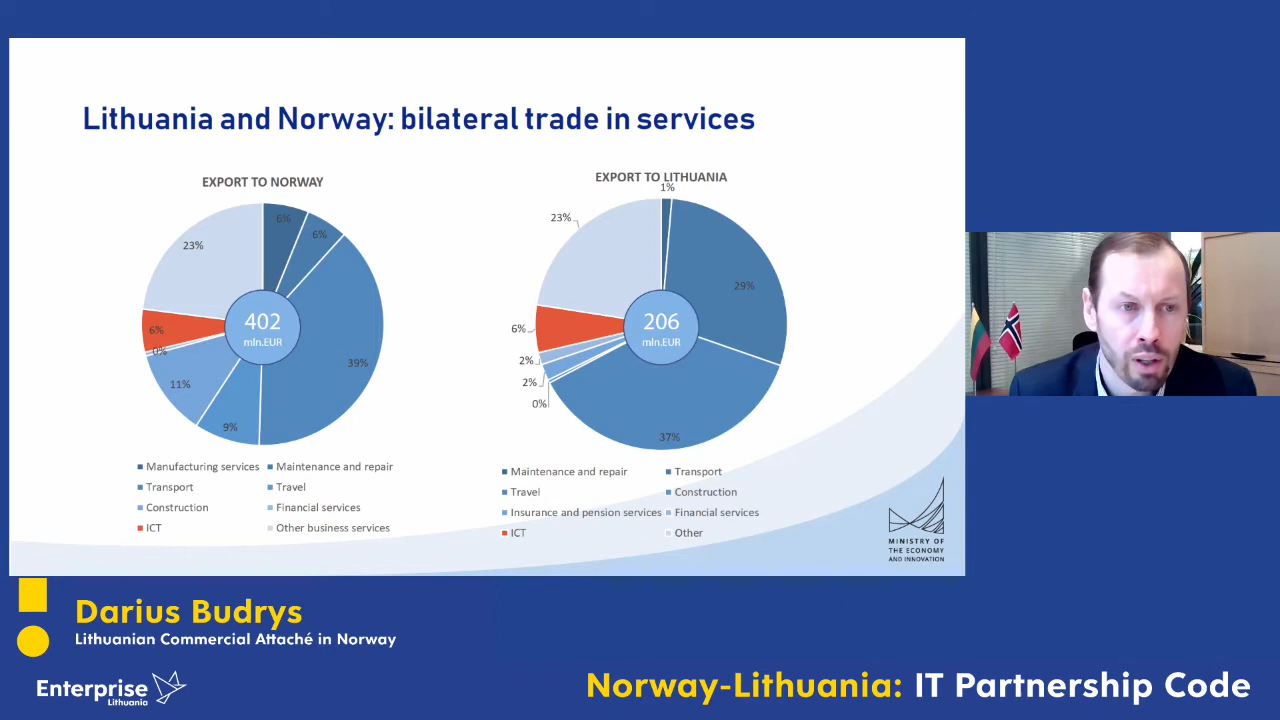 Lithuania and Norway: bilateral trade in services
EXPORT TO NORWAY
6%
6%
23%
6%
0%
11%
9%
39%
402
mln.EUR
Manufacturing services
Maintenance and repair
Transport
Travel
Construction
Financial services
ICT
Other business services
EXPORT TO LITHUANIA
1%
23%
29%
6%
2%
2%
0%
37%
206
mln.EUR
Maintenance and repair
Transport
Travel
Construction
Insurance and pension services
Financial services
ICT
Other
MINISTRY OF
THE ECONOMY
AND INNOVATION
Darius Budrys
Lithuanian Commercial Attaché in Norway
Enterprise
Lithuania
Norway-Lithuania: IT Partnership Code